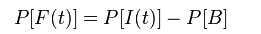 P[F(t)] = P[I(t)] − P[B]